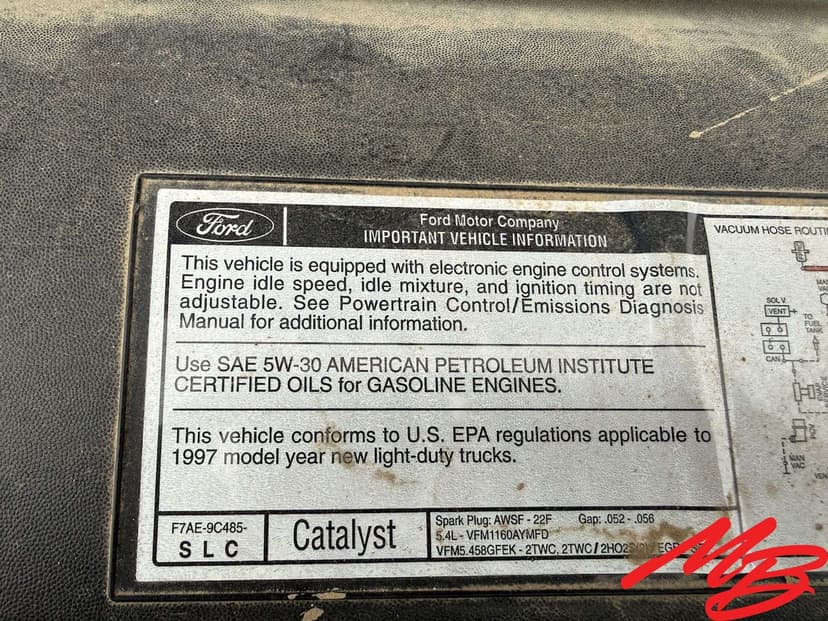 Ford
Ford Motor Company
IMPORTANT VEHICLE INFORMATION
This vehicle is equipped with electronic engine control systems.
Engine idle speed, idle mixture, and ignition timing are not
adjustable. See Powertrain Control/Emissions Diagnosis
Manual for additional information.
Use SAE 5W-30 AMERICAN PETROLEUM INSTITUTE
CERTIFIED OILS for GASOLINE ENGINES.
This vehicle conforms to U.S. EPA regulations applicable to
1997 model year new light-duty trucks.
F7AE-9C485-
S L C
Catalyst
Spark Plug: AWSF - 22F Gap: .052 - .056
5.4L - VFM1160AYMFD
VFM5.458GFEK - 2TWC, 2TWC / 2HO2S
VACUUM HOSE
SOL V.
VENT
CAN
TO
FUEL
TANK
PCV
MAN
VAC
MB